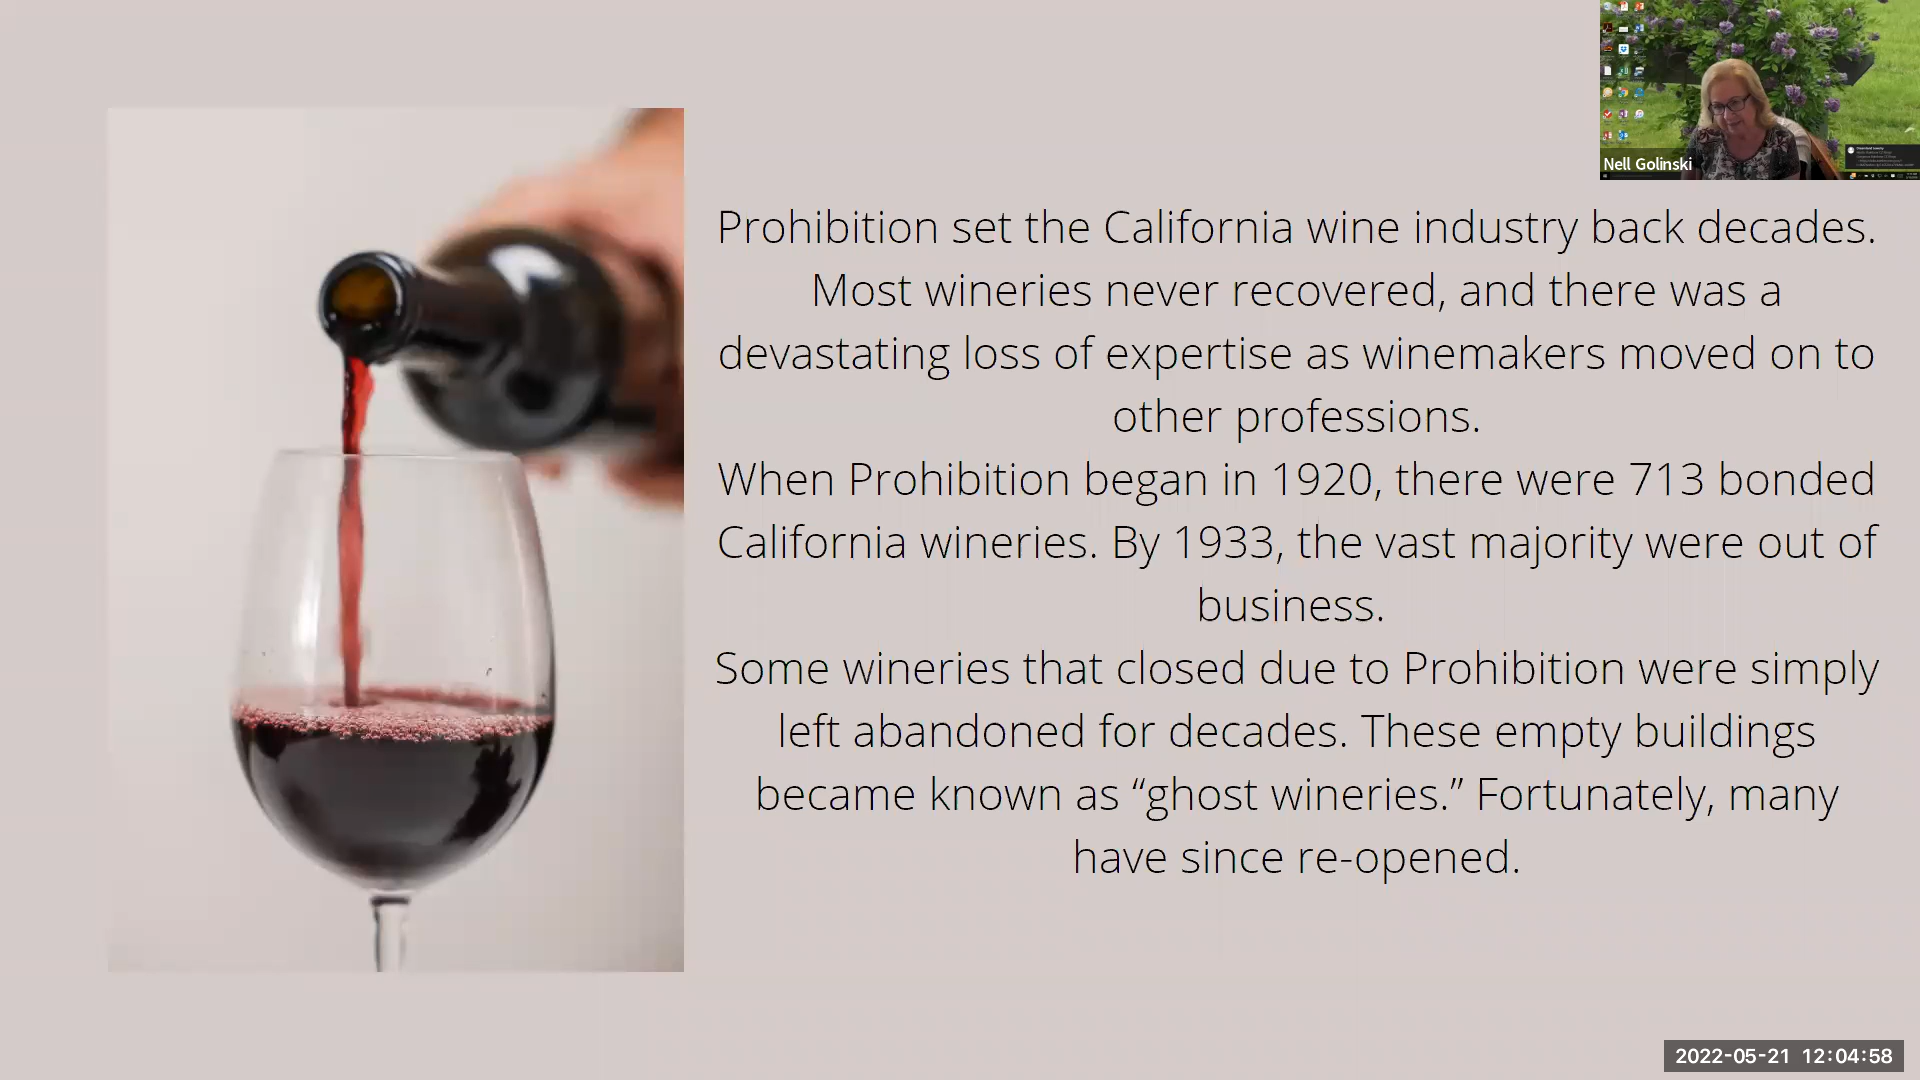 Nell Golinski
Prohibition set the California wine industry back decades.
Most wineries never recovered, and there was a
devastating loss of expertise as winemakers moved on to
other professions.
When Prohibition began in 1920, there were 713 bonded
California wineries. By 1933, the vast majority were out of
business.
Some wineries that closed due to Prohibition were simply
left abandoned for decades. These empty buildings
became known as “ghost wineries.” Fortunately, many
have since re-opened.
2022-05-21 12:04:58